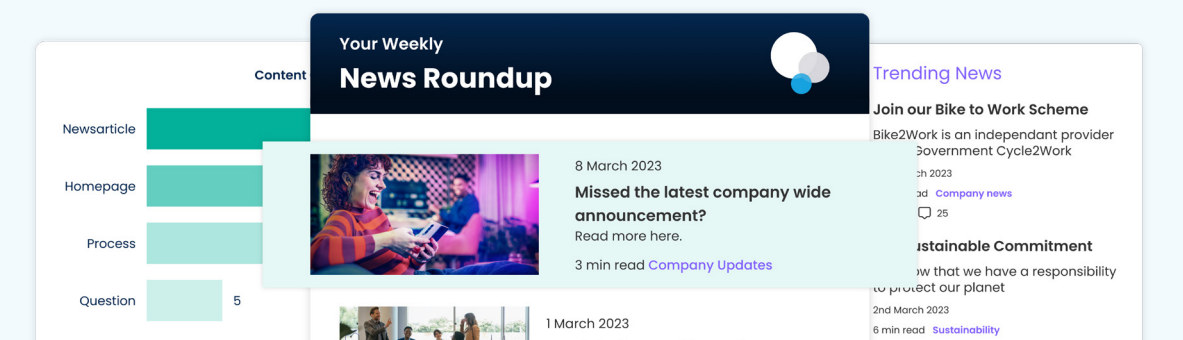 Content
Newsarticle
Homepage
Process
Question
5
Your Weekly
News Roundup
8 March 2023
Missed the latest company wide
announcement?
Read more here.
3 min read Company Updates
1 March 2023
Trending News
Join our Bike to Work Scheme
Bike2Work is an independant provider
Government Cycle2Work
2023
Company news
25
Commitment
that we have a responsibility
to protect our planet
2nd March 2023
6 min read Sustainability